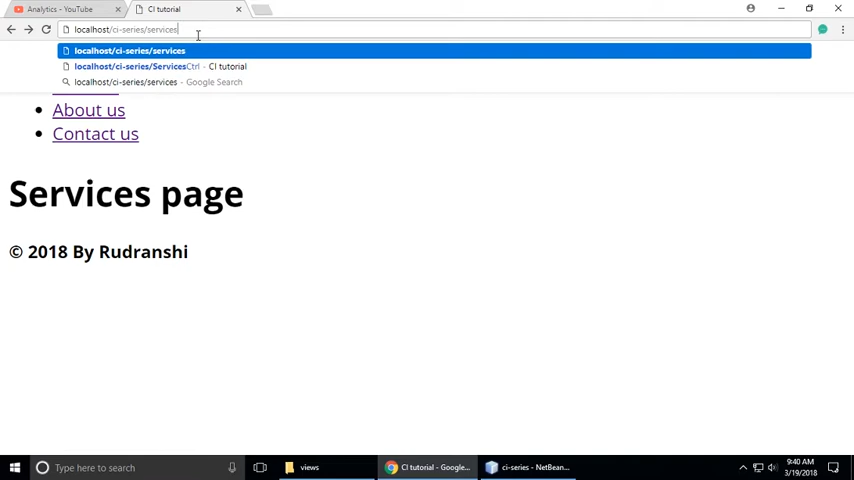 Analytics - YouTube
CI tutorial
localhost/ci-series/services
localhost/ci-series/services
localhost/ci-series/ServicesCtrl - CI tutorial
localhost/ci-series/services - Google Search
About us
Contact us
Services page
© 2018 By Rudranshi
Type here to search
views
CI tutorial - Google...
ci-series - NetBean...
9:40 AM
3/19/2018